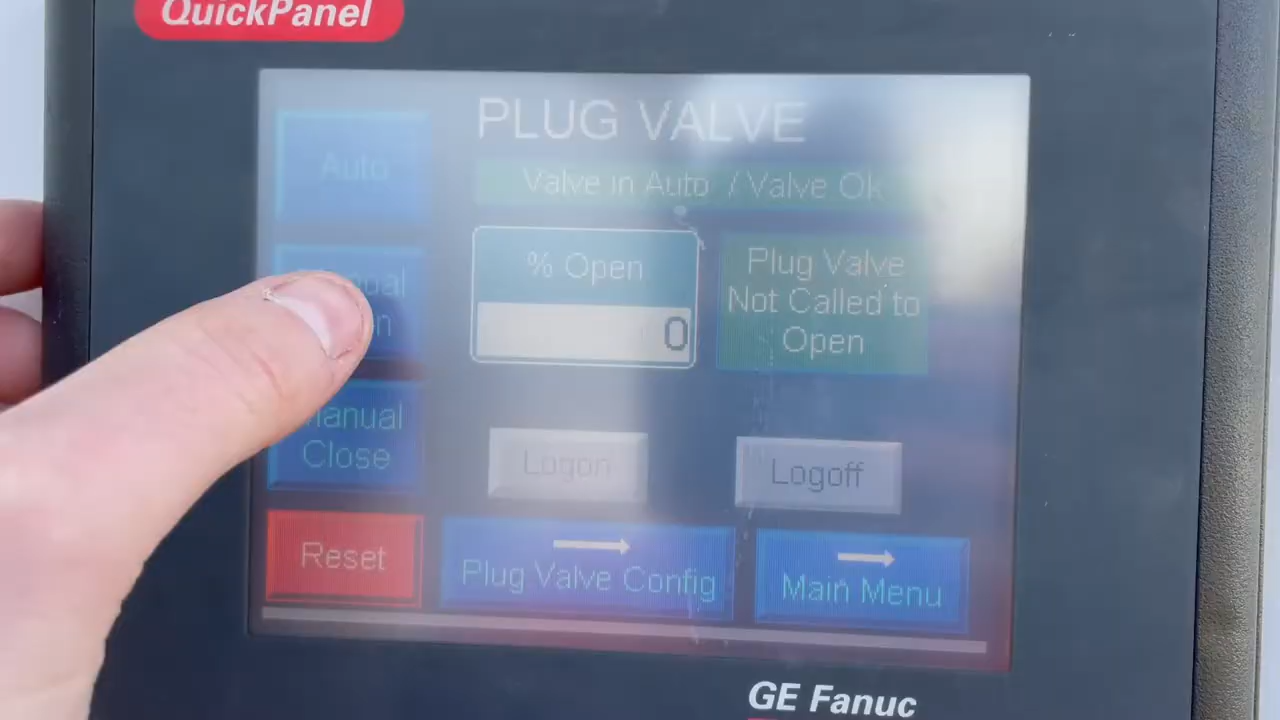 QuickPanel
PLUG VALVE
Auto
Valve in Auto / Valve Ok
% Open
0
Plug Valve
Not Called to
Open
Close
Logon
Logoff
Reset
Plug Valve Config
Main Menu
GE Fanuc